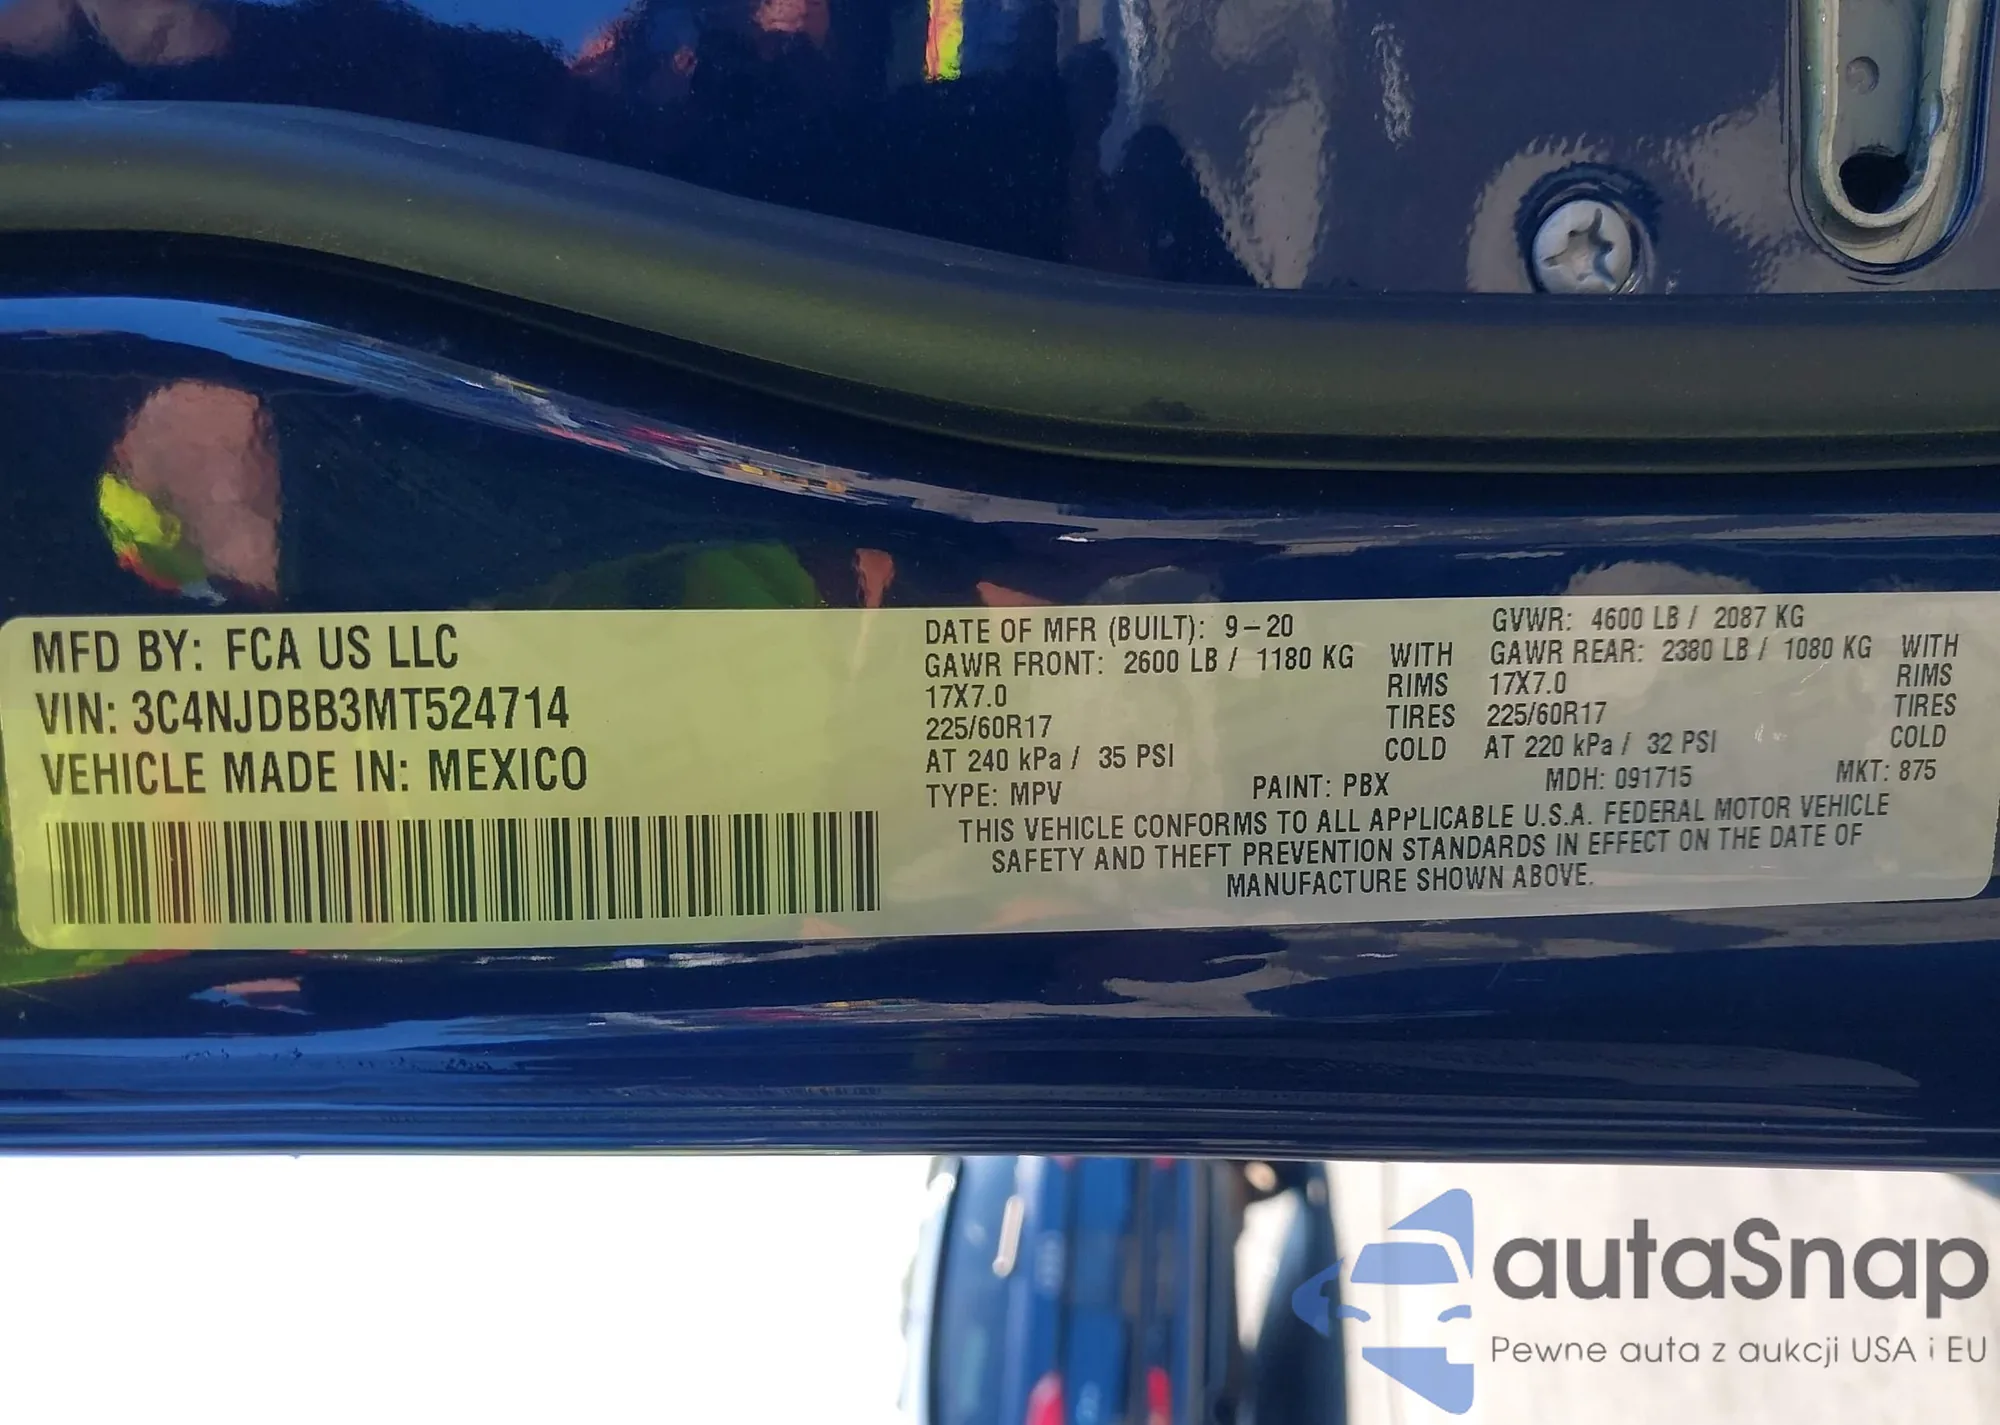 MFD BY: FCA US LLC
VIN: 3C4NJDBB3MT524714
VEHICLE MADE IN: MEXICO
DATE OF MFR (BUILT): 9-20 GVWR: 4600 LB / 2087 KG
GAWR FRONT: 2600 LB / 1180 KG WITH GAWR REAR: 2380 LB / 1080 KG WITH
17X7.0 RIMS 17X7.0 RIMS
225/60R17 TIRES 225/60R17 TIRES
AT 240 kPa / 35 PSI COLD AT 220 kPa / 32 PSI COLD
TYPE: MPV PAINT: PBX MDH: 091715 MKT: 875
THIS VEHICLE CONFORMS TO ALL APPLICABLE U.S.A. FEDERAL MOTOR VEHICLE
SAFETY AND THEFT PREVENTION STANDARDS IN EFFECT ON THE DATE OF
MANUFACTURE SHOWN ABOVE.
autaSnap
Pewne auta z aukcji USA i EU